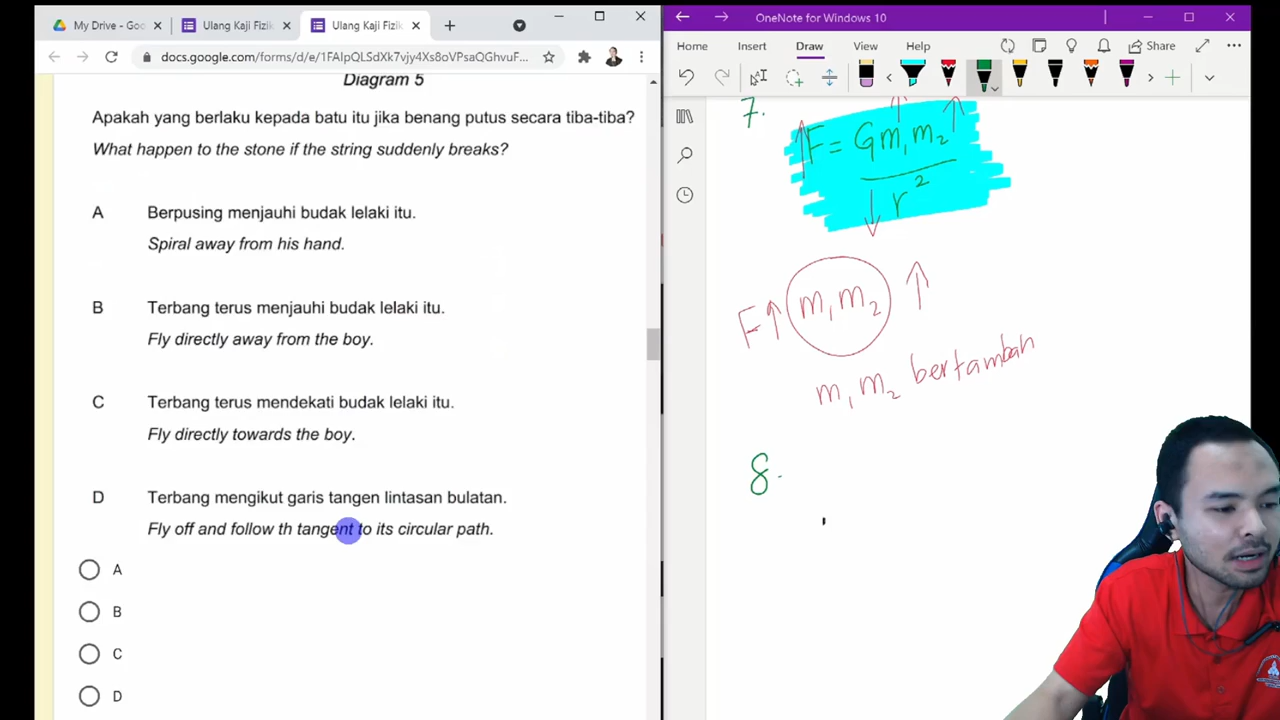 My Drive - Goo
Ulang Kaji Fizik
Ulang Kaji Fizik
docs.google.com/forms/d/e/1FAIpQLSdXk7vjy4Xs8oVPsaQGhvuF...
Diagram 5
Apakah yang berlaku kepada batu itu jika benang putus secara tiba-tiba?
What happen to the stone if the string suddenly breaks?
A Berpusing menjauhi budak lelaki itu.
Spiral away from his hand.
B Terbang terus menjauhi budak lelaki itu.
Fly directly away from the boy.
C Terbang terus mendekati budak lelaki itu.
Fly directly towards the boy.
D Terbang mengikut garis tangen lintasan bulatan.
Fly off and follow th tangent to its circular path.
A
B
C
D
OneNote for Windows 10
Home Insert Draw View Help
Share
7.
↑F = Gm₁m₂ ↑
↓ r²
F↑ m₁m₂ ↑
m₁m₂ bertambah
8.